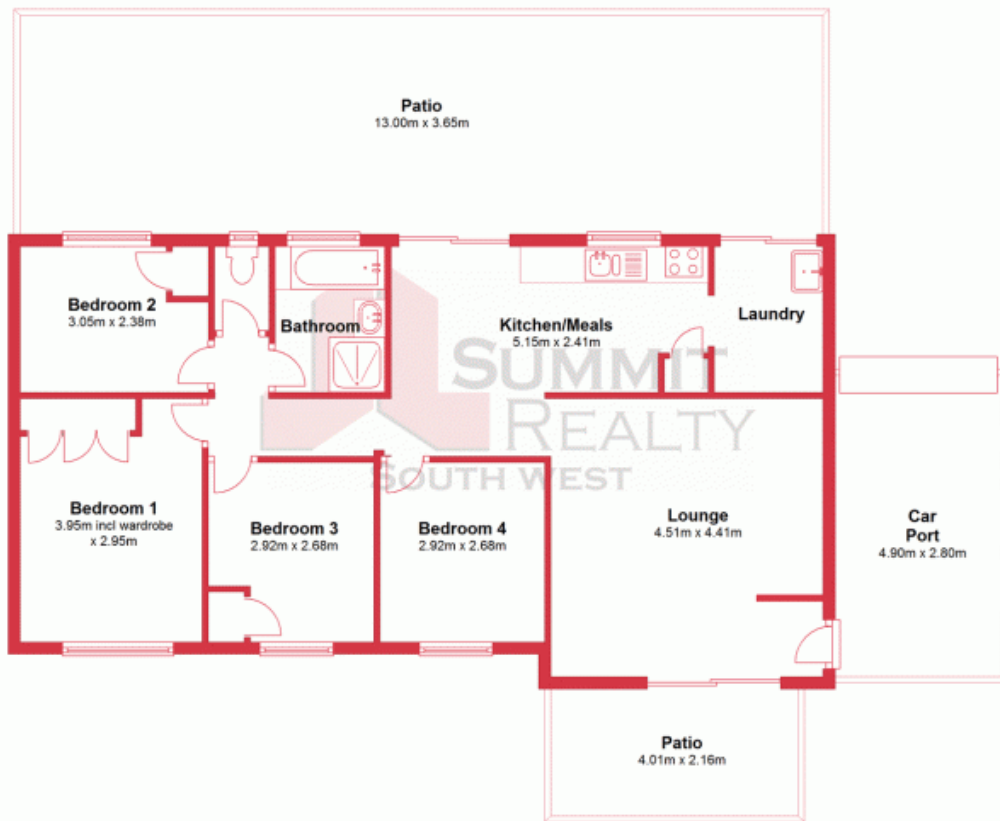 Patio
13.00m x 3.65m
Bedroom 2
3.05m x 2.38m
Bathroom
Kitchen/Meals
5.15m x 2.41m
Laundry
SUMMIT
REALTY
SOUTH WEST
Bedroom 1
3.95m incl wardrobe
x 2.95m
Bedroom 3
2.92m x 2.68m
Bedroom 4
2.92m x 2.68m
Lounge
4.51m x 4.41m
Car
Port
4.90m x 2.80m
Patio
4.01m x 2.16m